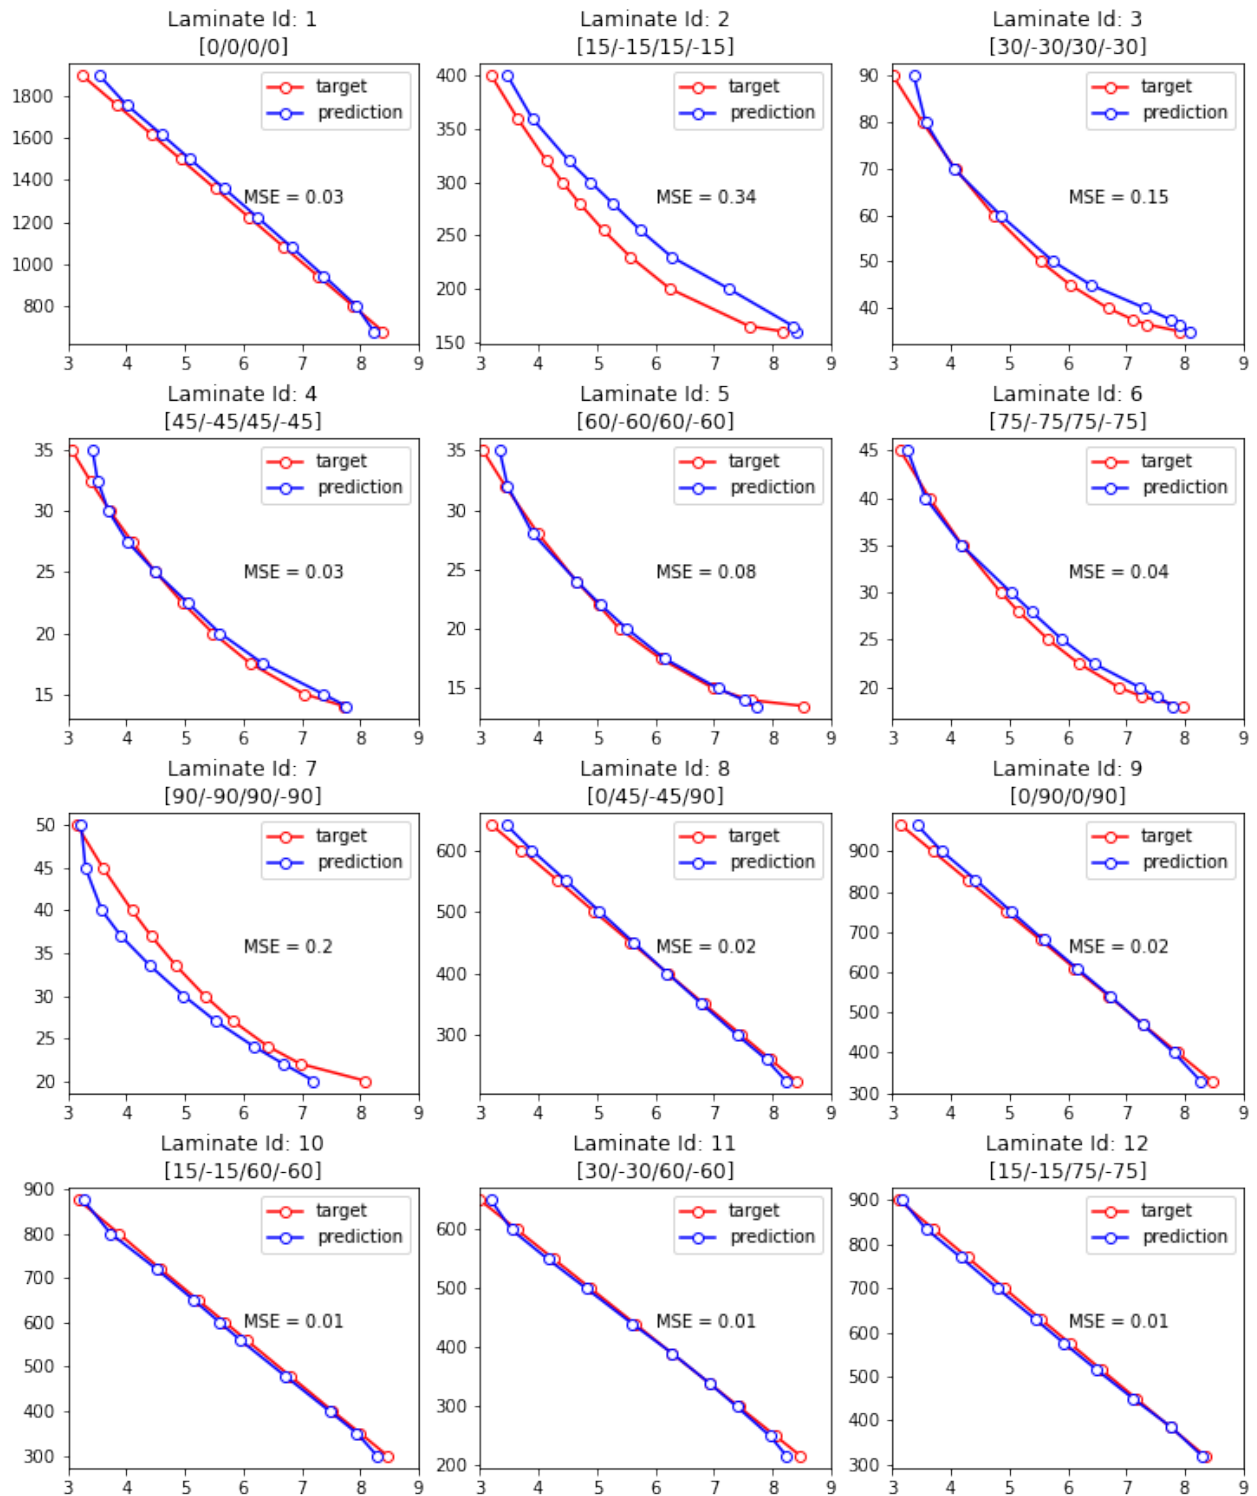 Laminate Id: 1
[0/0/0/0]
target
prediction
MSE = 0.03
1800
1600
1400
1200
1000
800
3 4 5 6 7 8 9
Laminate Id: 2
[15/-15/15/-15]
target
prediction
MSE = 0.34
400
350
300
250
200
150
3 4 5 6 7 8 9
Laminate Id: 3
[30/-30/30/-30]
target
prediction
MSE = 0.15
90
80
70
60
50
40
3 4 5 6 7 8 9
Laminate Id: 4
[45/-45/45/-45]
target
prediction
MSE = 0.03
35
30
25
20
15
3 4 5 6 7 8 9
Laminate Id: 5
[60/-60/60/-60]
target
prediction
MSE = 0.08
35
30
25
20
15
3 4 5 6 7 8 9
Laminate Id: 6
[75/-75/75/-75]
target
prediction
MSE = 0.04
45
40
35
30
25
20
3 4 5 6 7 8 9
Laminate Id: 7
[90/-90/90/-90]
target
prediction
MSE = 0.2
50
45
40
35
30
25
20
3 4 5 6 7 8 9
Laminate Id: 8
[0/45/-45/90]
target
prediction
MSE = 0.02
600
500
400
300
3 4 5 6 7 8 9
Laminate Id: 9
[0/90/0/90]
target
prediction
MSE = 0.02
900
800
700
600
500
400
300
3 4 5 6 7 8 9
Laminate Id: 10
[15/-15/60/-60]
target
prediction
MSE = 0.01
900
800
700
600
500
400
300
3 4 5 6 7 8 9
Laminate Id: 11
[30/-30/60/-60]
target
prediction
MSE = 0.01
600
500
400
300
200
3 4 5 6 7 8 9
Laminate Id: 12
[15/-15/75/-75]
target
prediction
MSE = 0.01
900
800
700
600
500
400
300
3 4 5 6 7 8 9